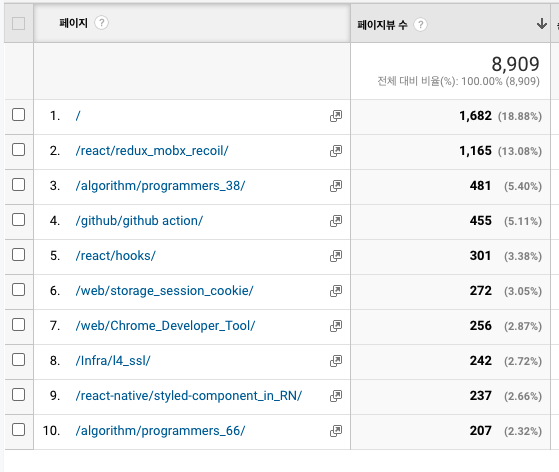 페이지 ?
페이지뷰 수 ?
8,909
전체 대비 비율(%): 100.00% (8,909)
1. / 1,682 (18.88%)
2. /react/redux_mobx_recoil/ 1,165 (13.08%)
3. /algorithm/programmers_38/ 481 (5.40%)
4. /github/github action/ 455 (5.11%)
5. /react/hooks/ 301 (3.38%)
6. /web/storage_session_cookie/ 272 (3.05%)
7. /web/Chrome_Developer_Tool/ 256 (2.87%)
8. /Infra/l4_ssl/ 242 (2.72%)
9. /react-native/styled-component_in_RN/ 237 (2.66%)
10. /algorithm/programmers_66/ 207 (2.32%)